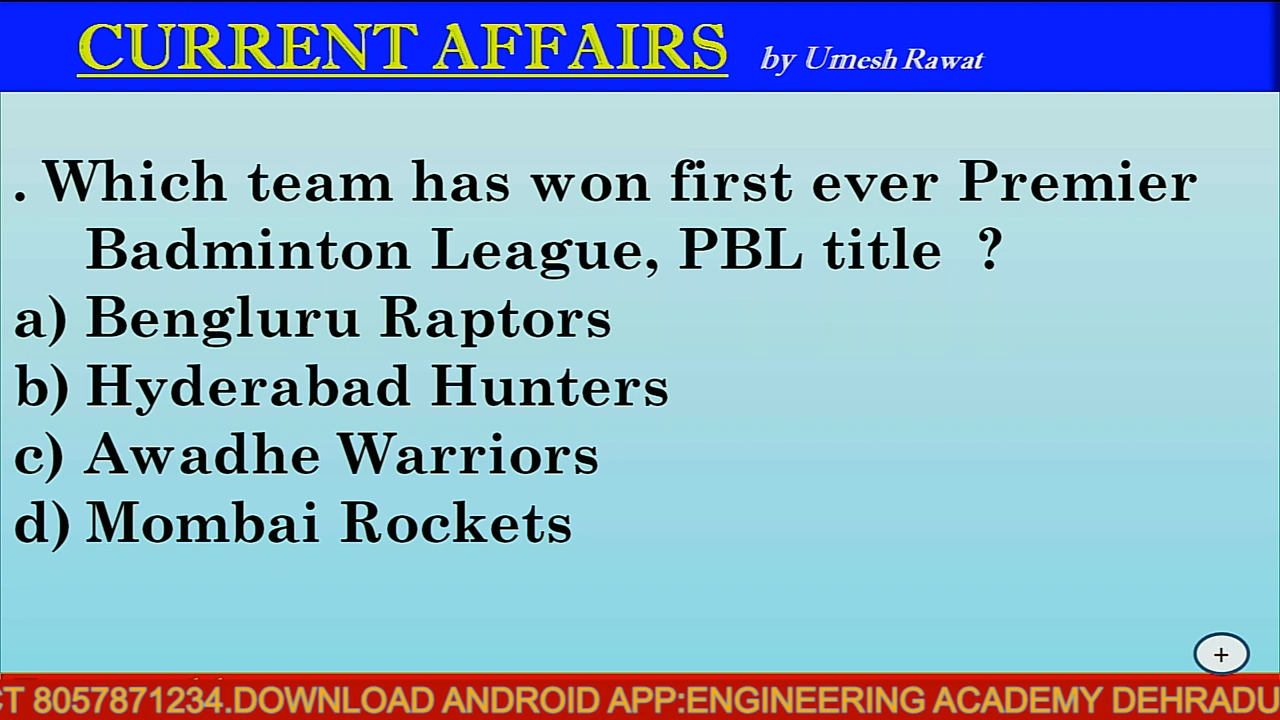 CURRENT AFFAIRS by Umesh Rawat
. Which team has won first ever Premier
Badminton League, PBL title ?
a) Bengluru Raptors
b) Hyderabad Hunters
c) Awadhe Warriors
d) Mombai Rockets
+
CT 8057871234.DOWNLOAD ANDROID APP:ENGINEERING ACADEMY DEHRADU